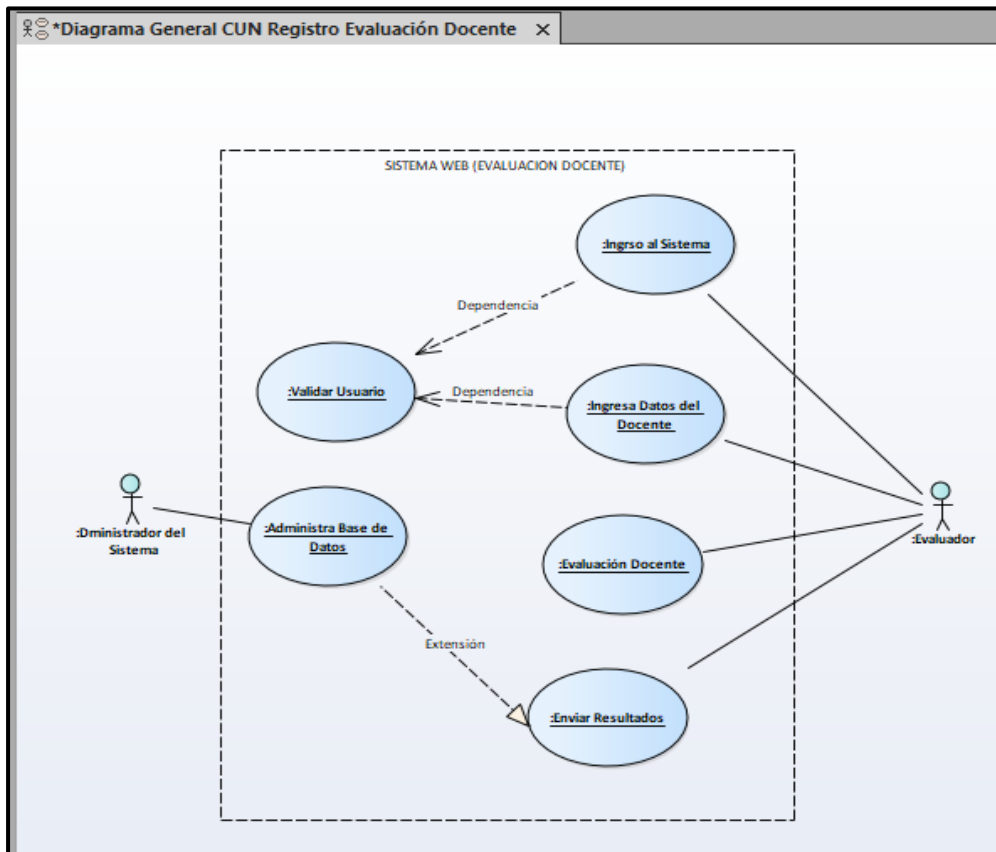 *Diagrama General CUN Registro Evaluación Docente
SISTEMA WEB (EVALUACION DOCENTE)
:Ingrso al Sistema
Dependencia
:Validar Usuario
Dependencia
:Ingresa Datos del
Docente
:Dministrador del
Sistema
:Administra Base de
Datos
:Evaluación Docente
:Evaluador
Extensión
:Enviar Resultados